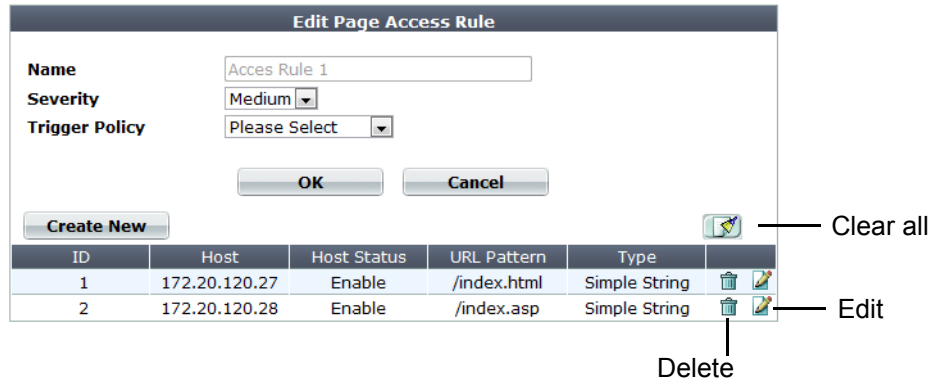 Edit Page Access Rule
Name Acces Rule 1
Severity Medium
Trigger Policy Please Select
OK Cancel
Create New Clear all
ID Host Host Status URL Pattern Type
1 172.20.120.27 Enable /index.html Simple String
2 172.20.120.28 Enable /index.asp Simple String Edit
Delete